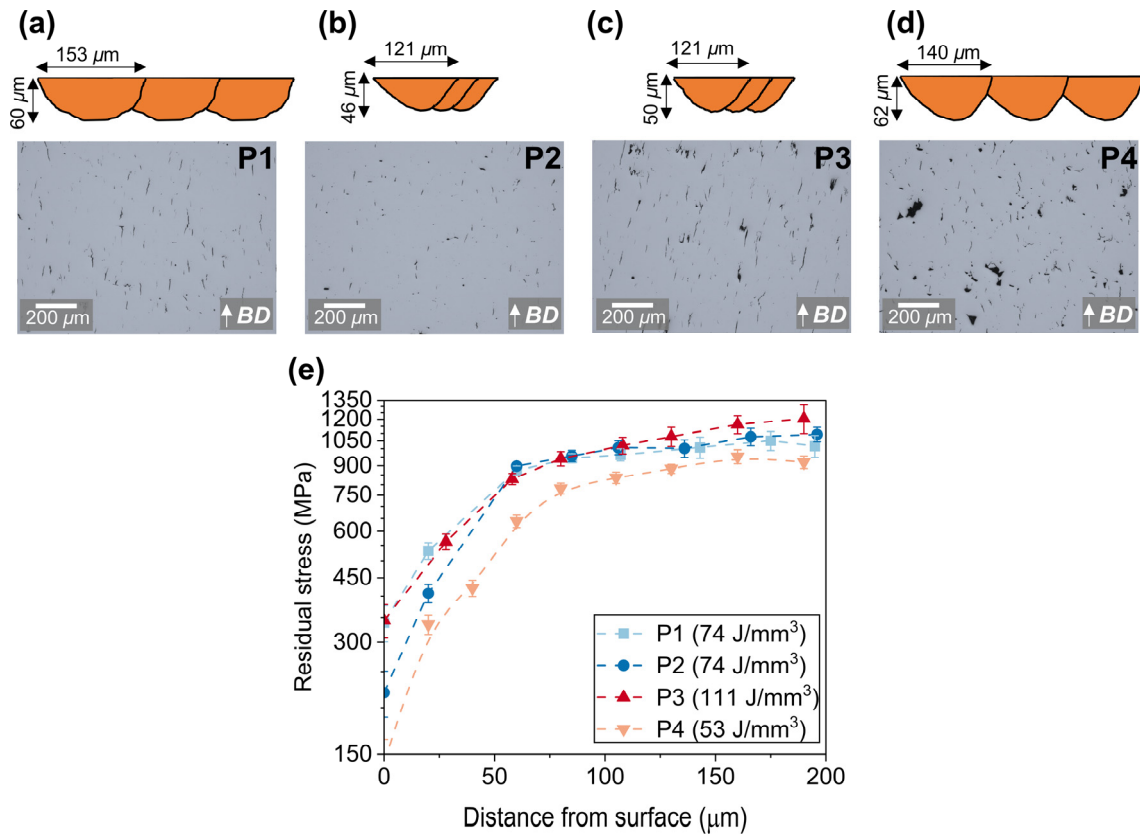 (a)
(b)
(c)
(d)
153 µm
121 µm
121 µm
140 µm
60 µm
46 µm
50 µm
62 µm
P1
P2
P3
P4
200 µm
BD
200 µm
BD
200 µm
BD
200 µm
BD
(e)
1350
1200
1050
900
750
600
450
300
150
Residual stress (MPa)
P1 (74 J/mm³)
P2 (74 J/mm³)
P3 (111 J/mm³)
P4 (53 J/mm³)
0
50
100
150
200
Distance from surface (µm)